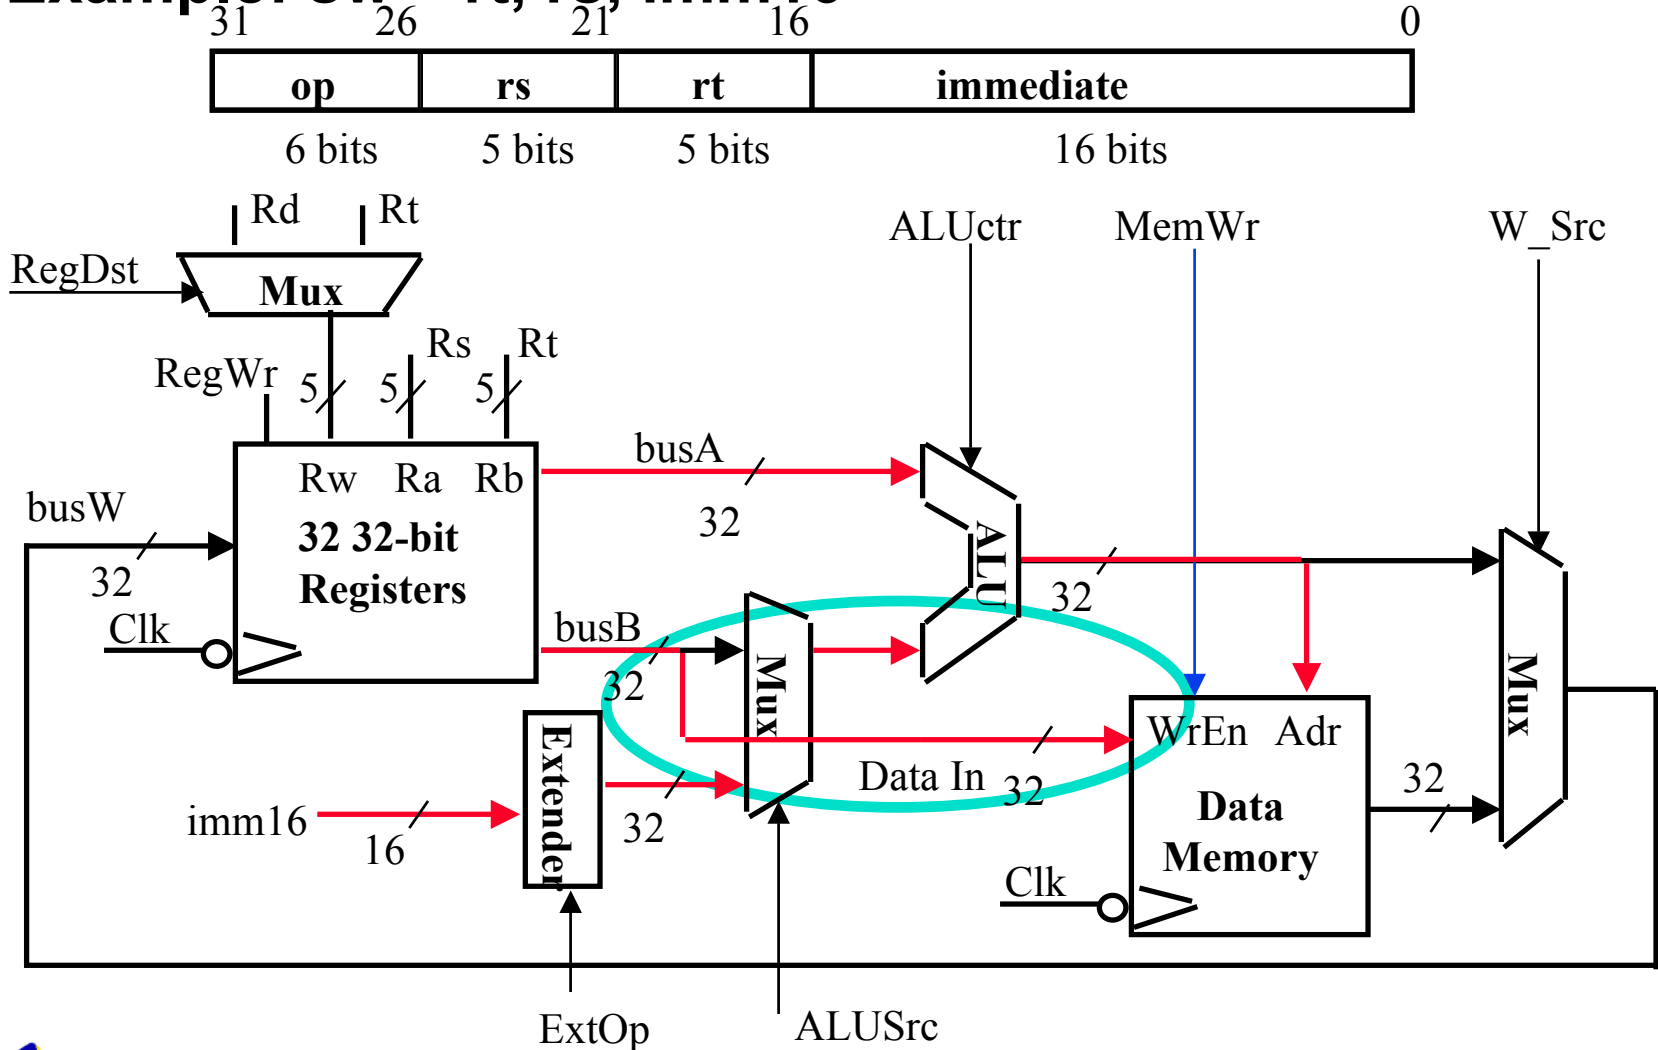 31 26 21 16 0
op rs rt immediate
6 bits 5 bits 5 bits 16 bits
Rd Rt
ALUctr MemWr W_Src
RegDst
Mux
Rs Rt
RegWr 5 5 5
busA
Rw Ra Rb
busW
32
32 32-bit
Registers
ALU
32
32
Clk
busB
32
Mux
Mux
WrEn Adr
Data In 32
32
Extender
imm16
16
32
Data
Memory
Clk
ExtOp ALUSrc